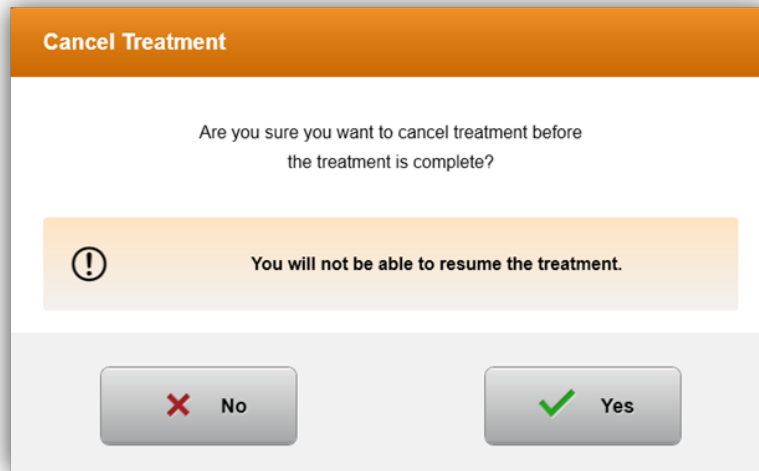 Cancel Treatment
Are you sure you want to cancel treatment before
the treatment is complete?
You will not be able to resume the treatment.
No
Yes